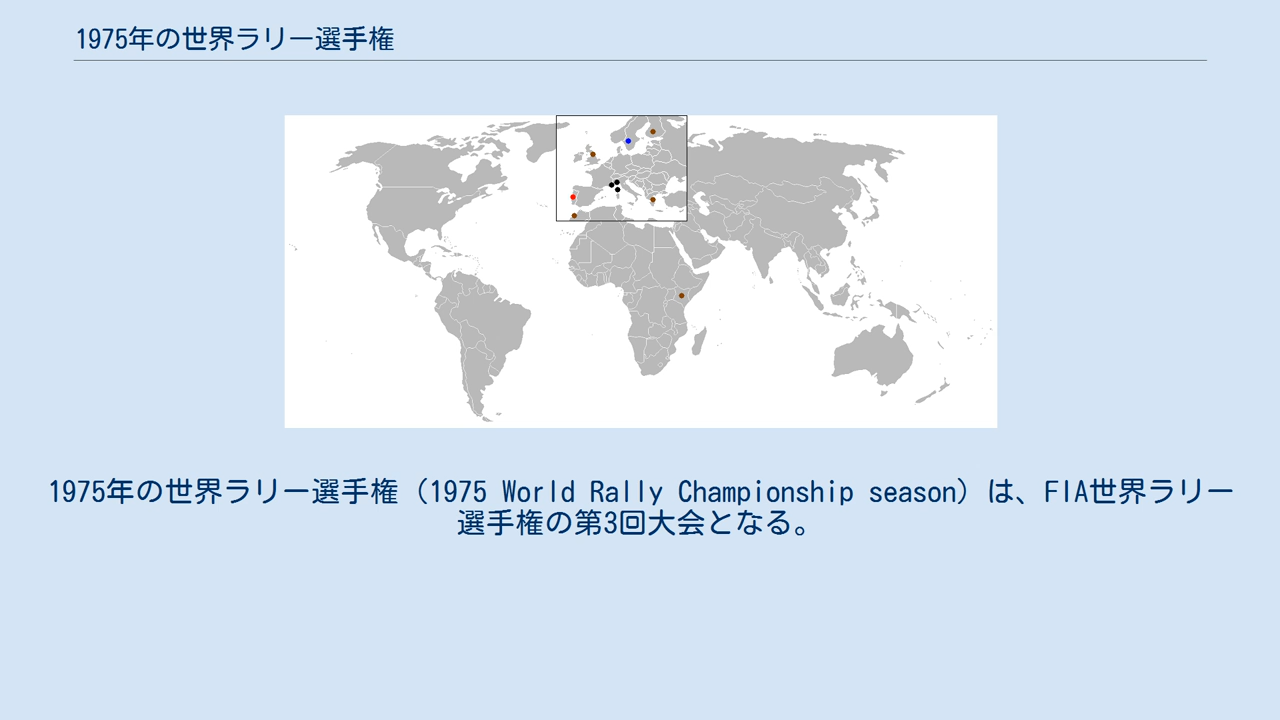 1975年の世界ラリー選手権
1975年の世界ラリー選手権（1975 World Rally Championship season）は、FIA世界ラリー
選手権の第3回大会となる。